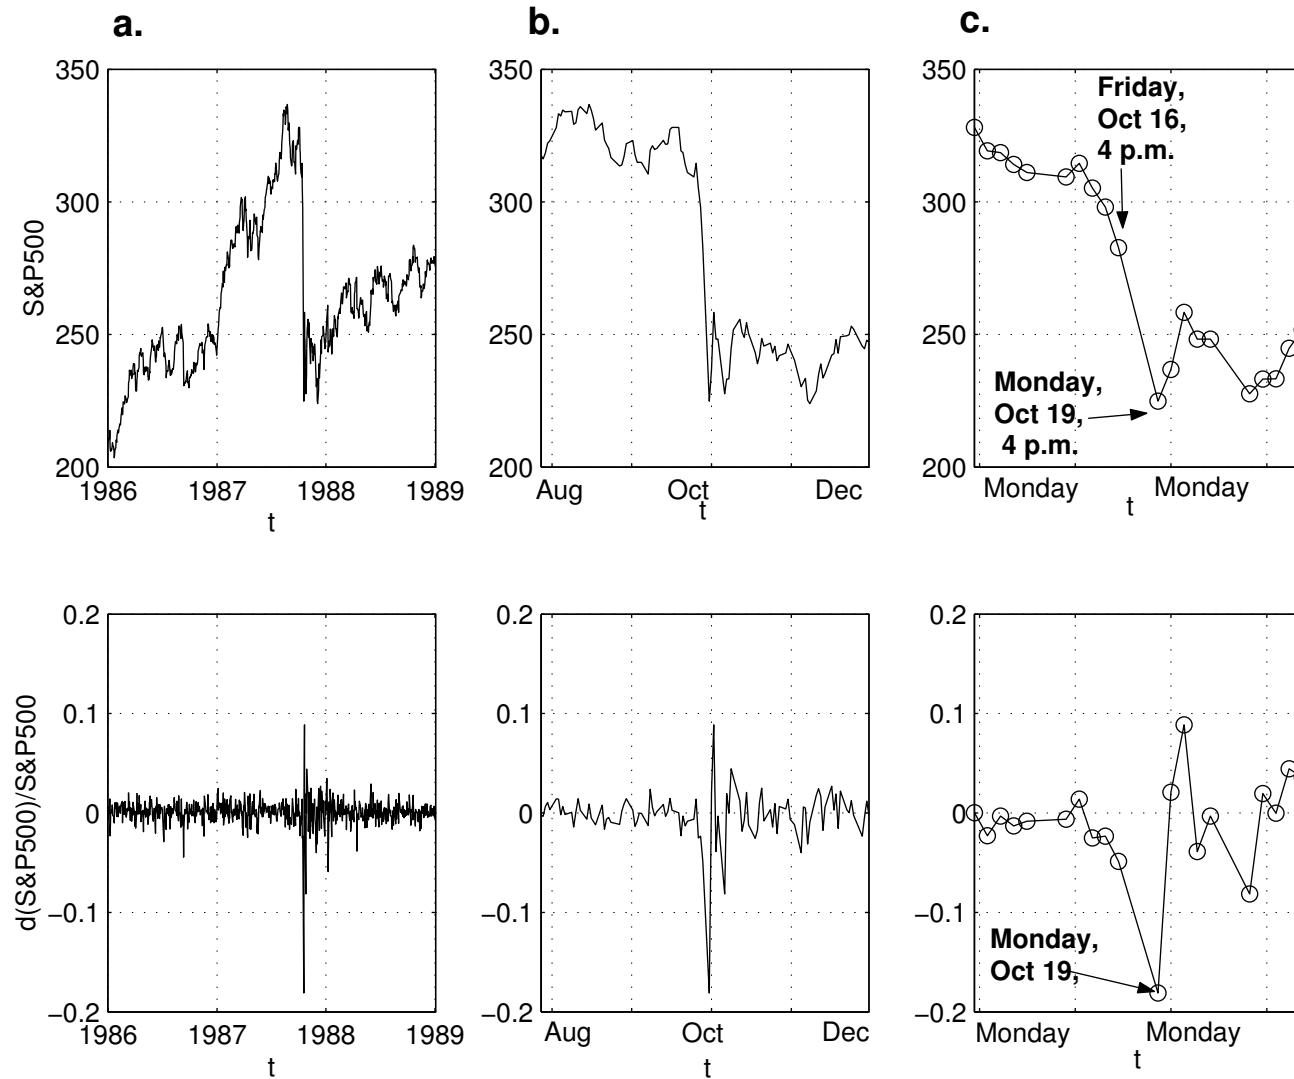 a.
350
300
250
200
S&P500
1986
1987
1988
1989
t
b.
350
300
250
200
Aug
Oct
Dec
t
c.
350
300
250
200
Friday,
Oct 16,
4 p.m.
Monday,
Oct 19,
4 p.m.
Monday
Monday
t
0.2
0.1
0
−0.1
−0.2
d(S&P500)/S&P500
1986
1987
1988
1989
t
0.2
0.1
0
−0.1
−0.2
Aug
Oct
Dec
t
0.2
0.1
0
−0.1
−0.2
Monday,
Oct 19,
Monday
Monday
t